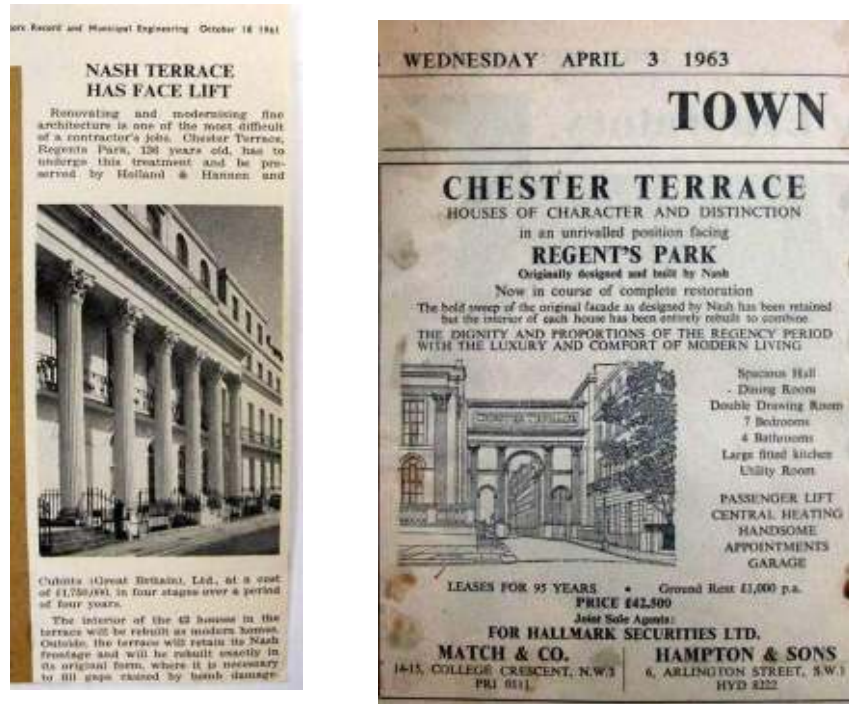 Record and Municipal Engineering October 18 1961
NASH TERRACE
HAS FACE LIFT
Renovating and modernising fine
architecture is one of the most difficult
of a contractor's jobs. Chester Terrace,
Regents Park, 136 years old, has to
undergo this treatment and be pre-
served by Holland & Hannen and
Cubitts (Great Britain), Ltd., at a cost
of £1,750,000, in four stages over a period
of four years.
The interior of the 42 houses in the
terrace will be rebuilt as modern homes.
Outside, the terrace will retain its Nash
frontage and will be rebuilt exactly in
its original form, where it is necessary
to fill gaps caused by bomb damage.
WEDNESDAY APRIL 3 1963
TOWN
CHESTER TERRACE
HOUSES OF CHARACTER AND DISTINCTION
in an unrivalled position facing
REGENT'S PARK
Originally designed and built by Nash
Now in course of complete restoration
The bold sweep of the original facade as designed by Nash has been retained
but the interior of each house has been entirely rebuilt to combine
THE DIGNITY AND PROPORTIONS OF THE REGENCY PERIOD
WITH THE LUXURY AND COMFORT OF MODERN LIVING
CHESTER TERRACE
Spacious Hall
Dining Room
Double Drawing Room
7 Bedrooms
4 Bathrooms
Large fitted kitchen
Utility Room
PASSENGER LIFT
CENTRAL HEATING
HANDSOME
APPOINTMENTS
GARAGE
LEASES FOR 95 YEARS • Ground Rent £1,000 p.a.
PRICE £42,500
Joint Sole Agents:
FOR HALLMARK SECURITIES LTD.
MATCH & CO.
14-15, COLLEGE CRESCENT, N.W.3
PRI 0111
HAMPTON & SONS
6, ARLINGTON STREET, S.W.1
HYD 8222